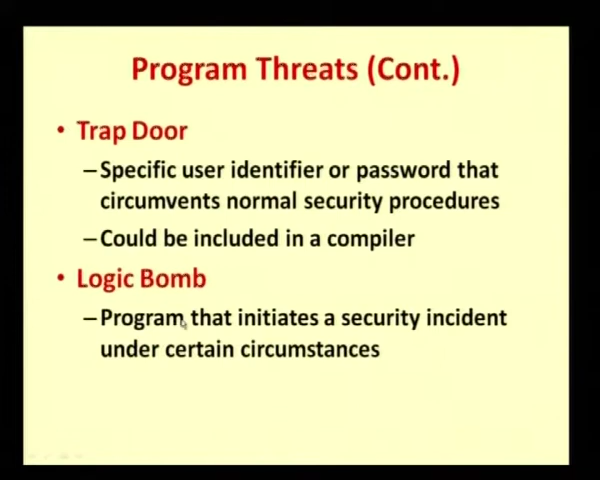 Program Threats (Cont.)
• Trap Door
–Specific user identifier or password that
circumvents normal security procedures
–Could be included in a compiler
• Logic Bomb
–Program that initiates a security incident
under certain circumstances